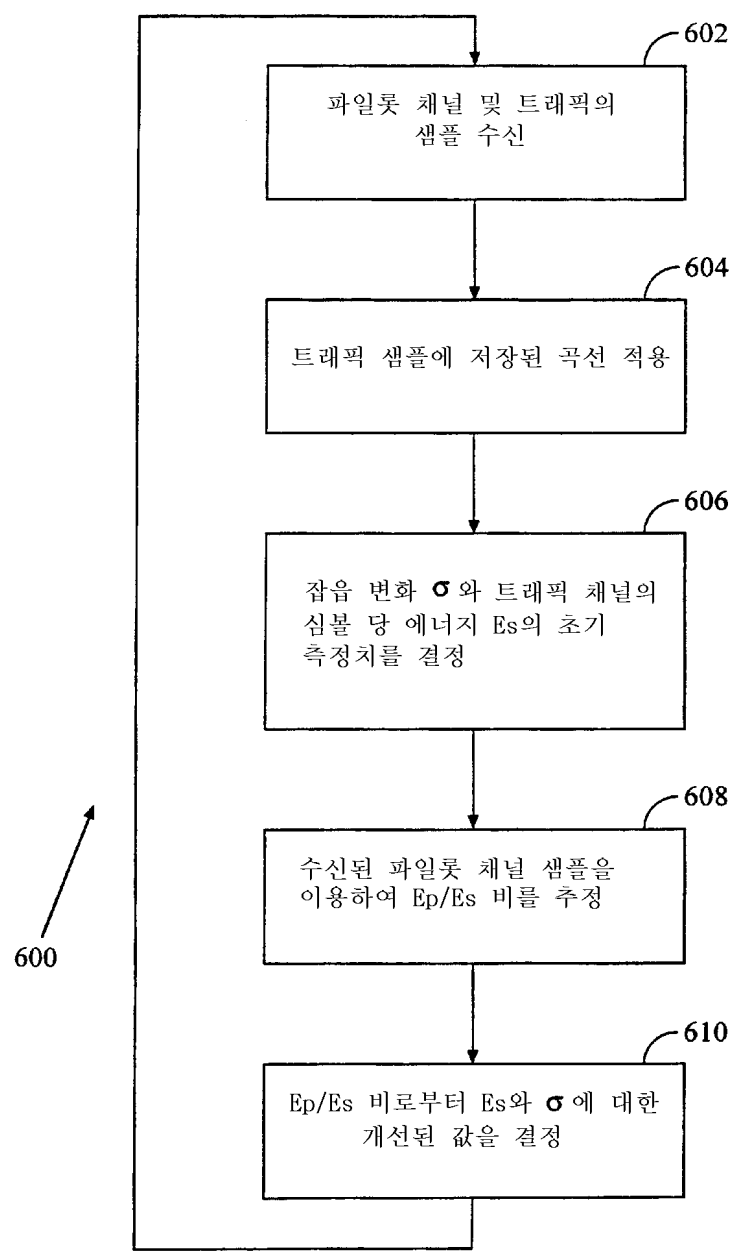 602
파일롯 채널 및 트래픽의
샘플 수신
604
트래픽 샘플에 저장된 곡선 적용
606
잡음 변화 σ와 트래픽 채널의
심볼 당 에너지 Es의 초기
측정치를 결정
608
수신된 파일롯 채널 샘플을
이용하여 Ep/Es 비를 추정
600
610
Ep/Es 비로부터 Es와 σ에 대한
개선된 값을 결정